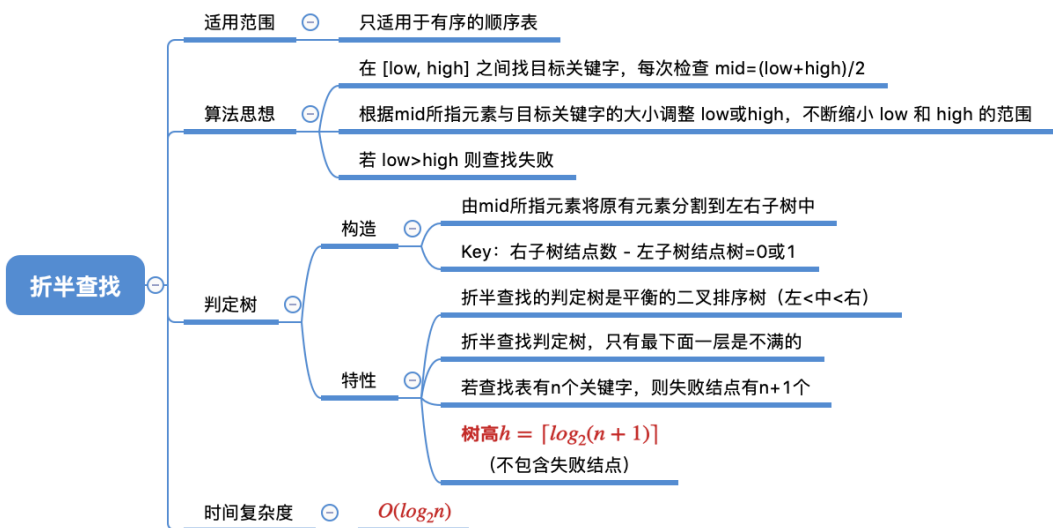 折半查找
适用范围
只适用于有序的顺序表
算法思想
在 [low, high] 之间找目标关键字，每次检查 mid=(low+high)/2
根据mid所指元素与目标关键字的大小调整 low或high，不断缩小 low 和 high 的范围
若 low>high 则查找失败
判定树
构造
由mid所指元素将原有元素分割到左右子树中
Key：右子树结点数 - 左子树结点树=0或1
特性
折半查找的判定树是平衡的二叉排序树（左<中<右）
折半查找判定树，只有最下面一层是不满的
若查找表有n个关键字，则失败结点有n+1个
树高h = ⌈log₂(n + 1)⌉
（不包含失败结点）
时间复杂度
O(log₂n)